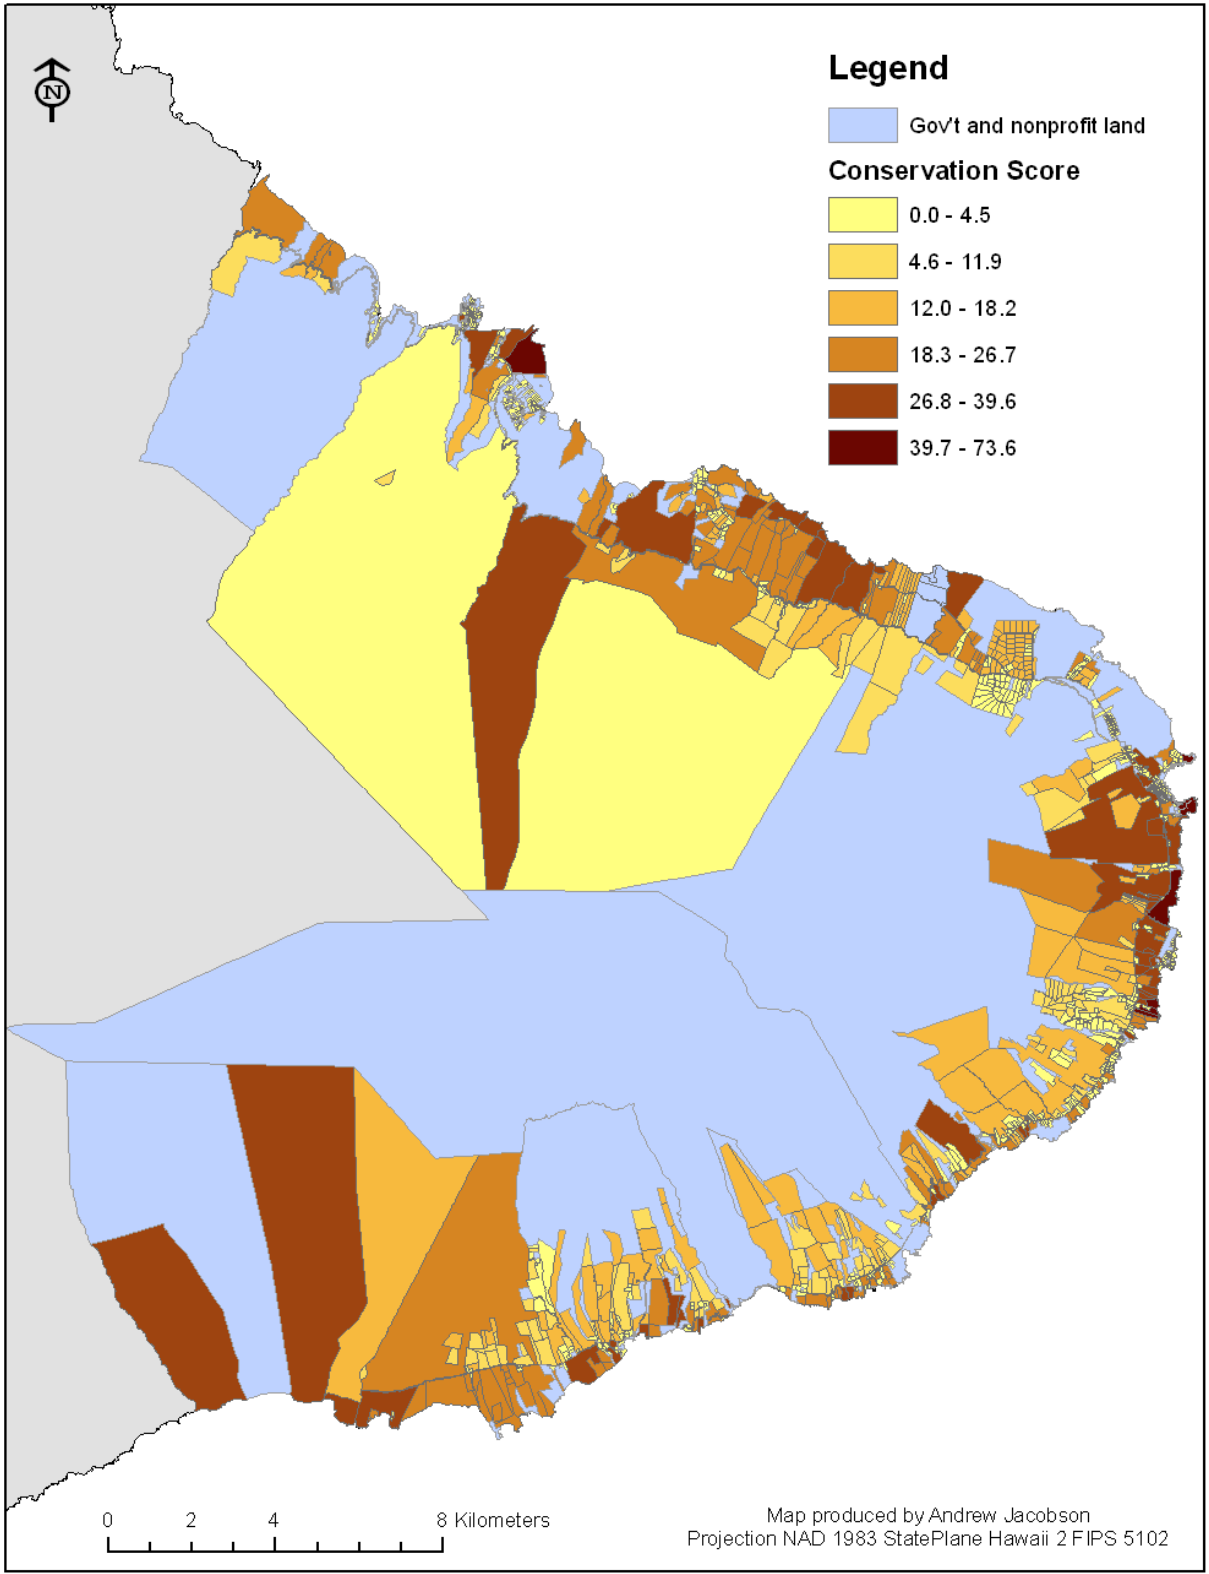 N
Legend
Gov't and nonprofit land
Conservation Score
0.0 - 4.5
4.6 - 11.9
12.0 - 18.2
18.3 - 26.7
26.8 - 39.6
39.7 - 73.6
0 2 4 8 Kilometers
Map produced by Andrew Jacobson
Projection NAD 1983 StatePlane Hawaii 2 FIPS 5102